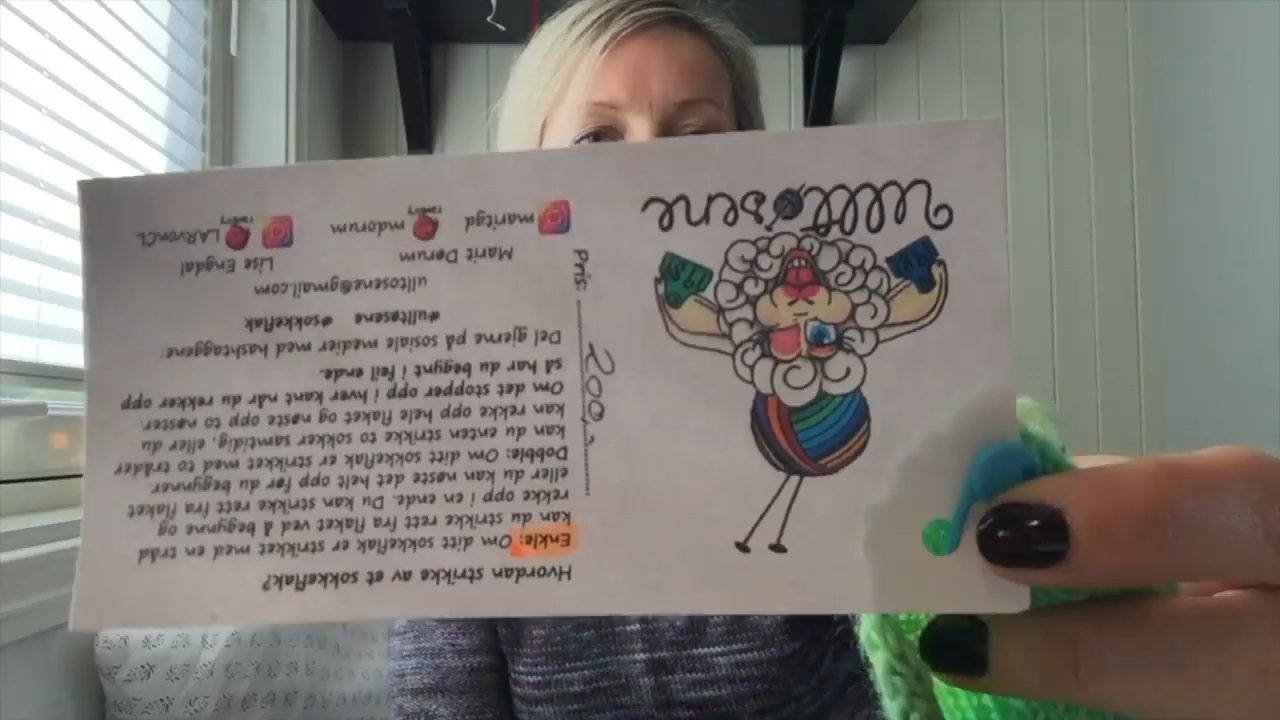 Ulltøsene
Pris: 200,-
Hvordan strikke av et sokkeflak?
Enkle: Om ditt sokkeflak er strikket med en tråd
kan du strikke rett fra flaket ved å begynne og
rekke opp i en ende. Du kan strikke rett fra flaket
eller du kan nøste det helt opp før du begynner.
Dobble: Om ditt sokkeflak er strikket med to tråder
kan du enten strikke to sokker samtidig, eller du
kan rekke opp hele flaket og nøste opp to nøster.
Om det stopper opp i hver kant når du rekker opp
så har du begynt i feil ende.
Del gjerne på sosiale medier med hashtaggene:
#ulltøsene #sokkeflak
ulltosene@gmail.com
Marit Dørum Lise Engdal
maritgd ravelry mdorum ravelry LARVONCL